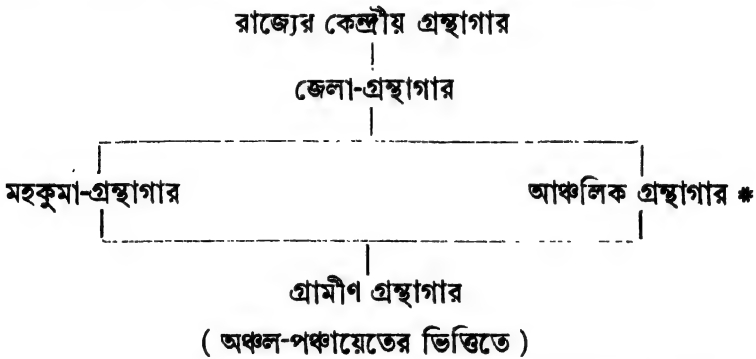 রাজ্যের কেন্দ্রীয় গ্রন্থাগার
জেলা-গ্রন্থাগার
মহকুমা-গ্রন্থাগার আঞ্চলিক গ্রন্থাগার *
গ্রামীণ গ্রন্থাগার
( অঞ্চল-পঞ্চায়েতের ভিত্তিতে )